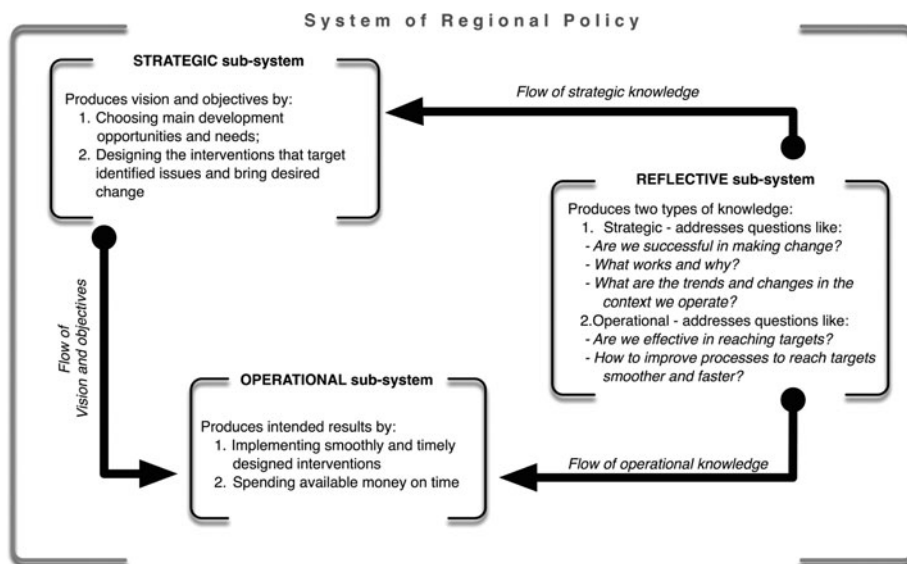 System of Regional Policy
STRATEGIC sub-system
Produces vision and objectives by:
1. Choosing main development
opportunities and needs;
2. Designing the interventions that target
identified issues and bring desired
change
Flow of strategic knowledge
REFLECTIVE sub-system
Produces two types of knowledge:
1. Strategic - addresses questions like:
- Are we successful in making change?
- What works and why?
- What are the trends and changes in the
context we operate?
2.Operational - addresses questions like:
- Are we effective in reaching targets?
- How to improve processes to reach targets
smoother and faster?
Flow of
Vision and objectives
OPERATIONAL sub-system
Produces intended results by:
1. Implementing smoothly and timely
designed interventions
2. Spending available money on time
Flow of operational knowledge